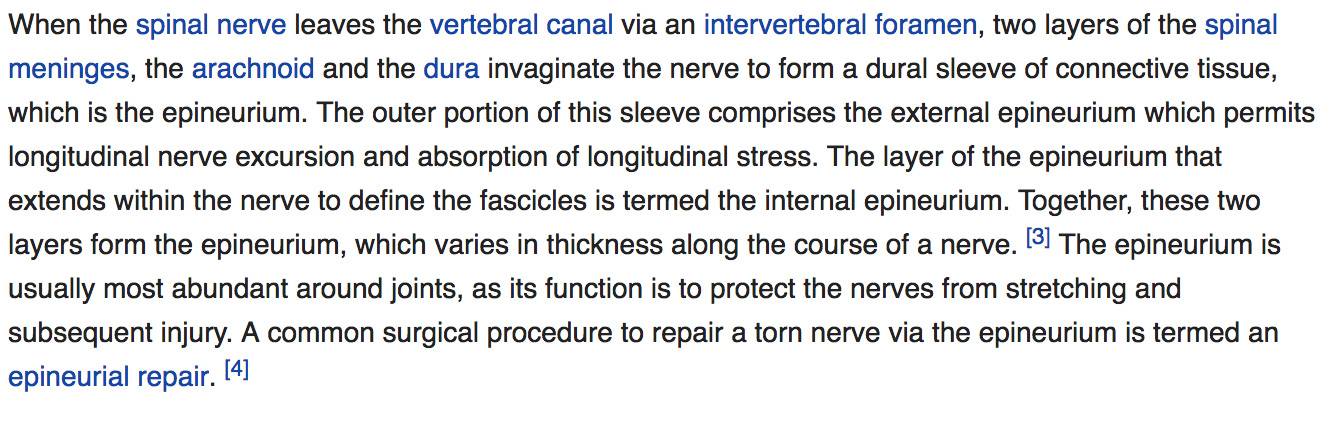 When the spinal nerve leaves the vertebral canal via an intervertebral foramen, two layers of the spinal
meninges, the arachnoid and the dura invaginate the nerve to form a dural sleeve of connective tissue,
which is the epineurium. The outer portion of this sleeve comprises the external epineurium which permits
longitudinal nerve excursion and absorption of longitudinal stress. The layer of the epineurium that
extends within the nerve to define the fascicles is termed the internal epineurium. Together, these two
layers form the epineurium, which varies in thickness along the course of a nerve. [3] The epineurium is
usually most abundant around joints, as its function is to protect the nerves from stretching and
subsequent injury. A common surgical procedure to repair a torn nerve via the epineurium is termed an
epineurial repair. [4]